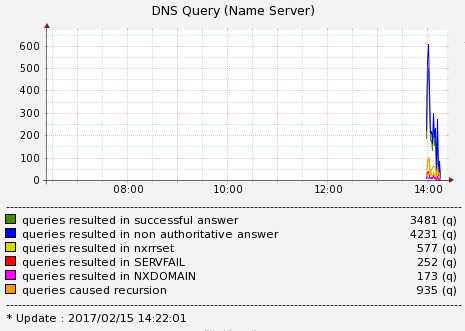 DNS Query (Name Server)
600
500
400
300
200
100
0
08:00 10:00 12:00 14:00
queries resulted in successful answer 3481 (q)
queries resulted in non authoritative answer 4231 (q)
queries resulted in nxrrset 577 (q)
queries resulted in SERVFAIL 252 (q)
queries resulted in NXDOMAIN 173 (q)
queries caused recursion 935 (q)
* Update : 2017/02/15 14:22:01